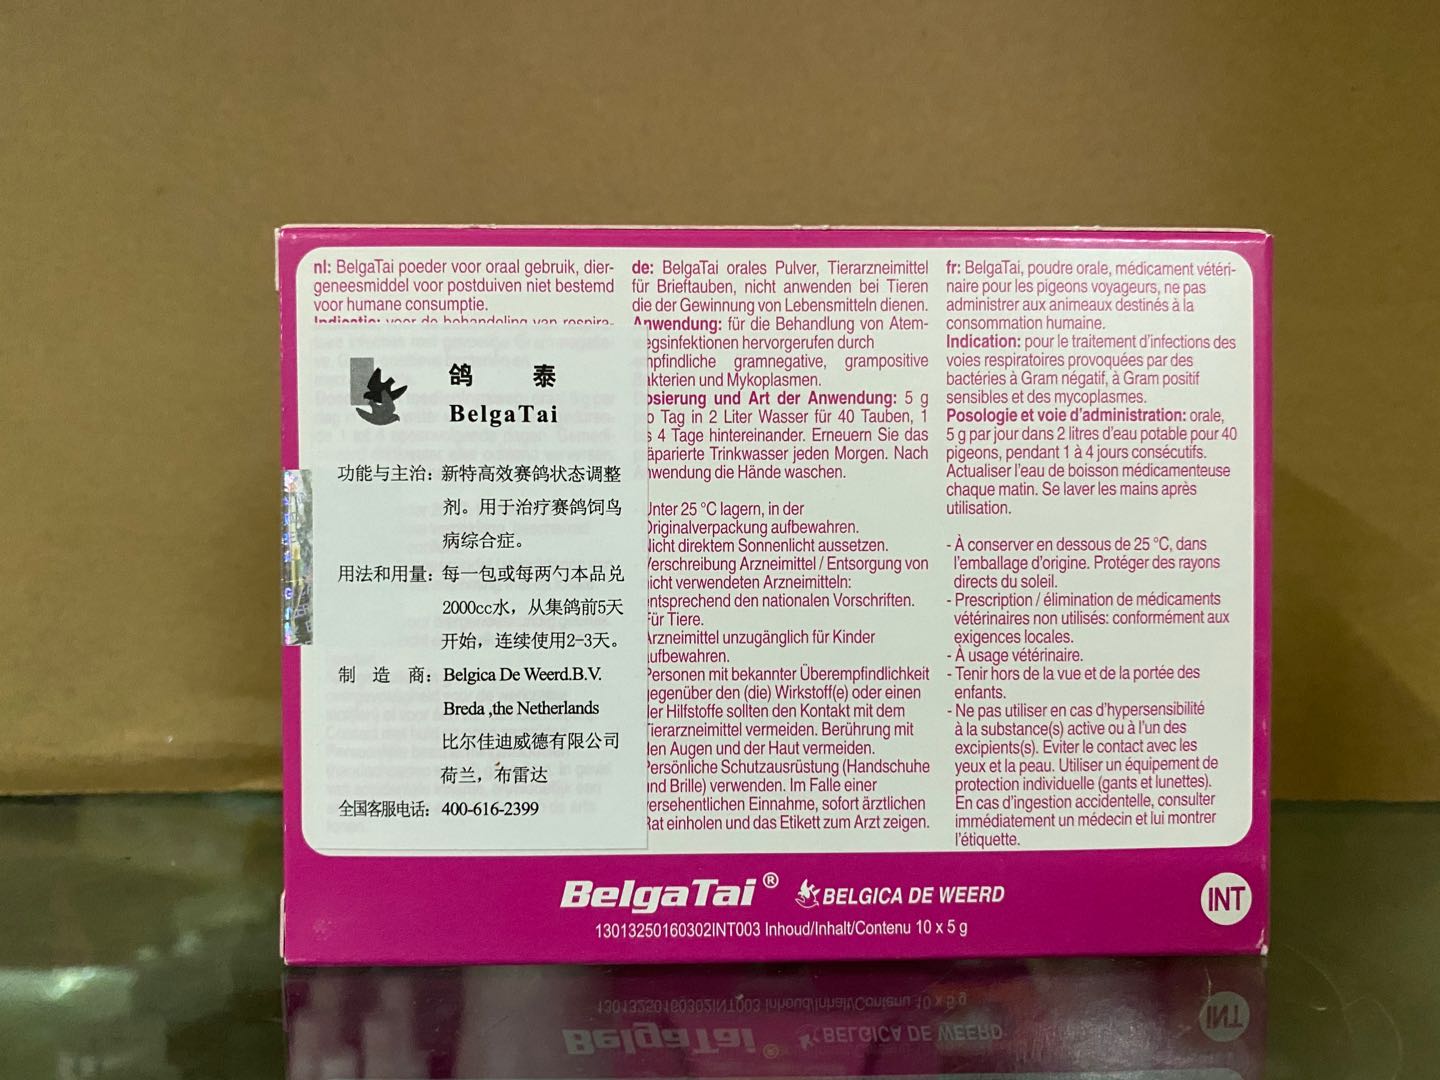 nl: BelgaTai poeder voor oraal gebruik, dier-
geneesmiddel voor postduiven niet bestemd
voor humane consumptie.
Indicatie: voor de behandeling van respira-
鸽 泰
BelgaTai
功能与主治：新特高效赛鸽状态调整
剂。用于治疗赛鸽饲鸟
病综合症。
用法和用量：每一包或每两勺本品兑
2000cc水，从集鸽前5天
开始，连续使用2-3天。
制 造 商：Belgica De Weerd.B.V.
Breda ,the Netherlands
比尔佳迪威德有限公司
荷兰，布雷达
全国客服电话：400-616-2399
de: BelgaTai orales Pulver, Tierarzneimittel
für Brieftauben, nicht anwenden bei Tieren
die der Gewinnung von Lebensmitteln dienen.
Anwendung: für die Behandlung von Atem-
egsinfektionen hervorgerufen durch
mpfindliche gramnegative, grampositive
akterien und Mykoplasmen.
osierung und Art der Anwendung: 5 g
o Tag in 2 Liter Wasser für 40 Tauben, 1
s 4 Tage hintereinander. Erneuern Sie das
räparierte Trinkwasser jeden Morgen. Nach
nwendung die Hände waschen.
Unter 25 °C lagern, in der
Originalverpackung aufbewahren.
Nicht direktem Sonnenlicht aussetzen.
Verschreibung Arzneimittel / Entsorgung von
nicht verwendeten Arzneimitteln:
entsprechend den nationalen Vorschriften.
Für Tiere.
Arzneimittel unzugänglich für Kinder
aufbewahren.
Personen mit bekannter Überempfindlichkeit
gegenüber den (die) Wirkstoff(e) oder einen
der Hilfsstoffe sollten den Kontakt mit dem
Tierarzneimittel vermeiden. Berührung mit
den Augen und der Haut vermeiden.
Persönliche Schutzausrüstung (Handschuhe
und Brille) verwenden. Im Falle einer
versehentlichen Einnahme, sofort ärztlichen
Rat einholen und das Etikett zum Arzt zeigen.
fr: BelgaTai, poudre orale, médicament vétéri-
naire pour les pigeons voyageurs, ne pas
administrer aux animeaux destinés à la
consommation humaine.
Indication: pour le traitement d'infections des
voies respiratoires provoquées par des
bactéries à Gram négatif, à Gram positif
sensibles et des mycoplasmes.
Posologie et voie d'administration: orale,
5 g par jour dans 2 litres d'eau potable pour 40
pigeons, pendant 1 à 4 jours consécutifs.
Actualiser l'eau de boisson médicamenteuse
chaque matin. Se laver les mains après
utilisation.
- À conserver en dessous de 25 °C, dans
l'emballage d'origine. Protéger des rayons
directs du soleil.
- Prescription / élimination de médicaments
vétérinaires non utilisés: conformément aux
exigences locales.
- À usage vétérinaire.
- Tenir hors de la vue et de la portée des
enfants.
- Ne pas utiliser en cas d'hypersensibilité
à la substance(s) active ou à l'un des
excipients(s). Eviter le contact avec les
yeux et la peau. Utiliser un équipement de
protection individuelle (gants et lunettes).
En cas d'ingestion accidentelle, consulter
immédiatement un médecin et lui montrer
l'étiquette.
BelgaTai® BELGICA DE WEERD
13013250160302INT003 Inhoud/Inhalt/Contenu 10 x 5 g
INT